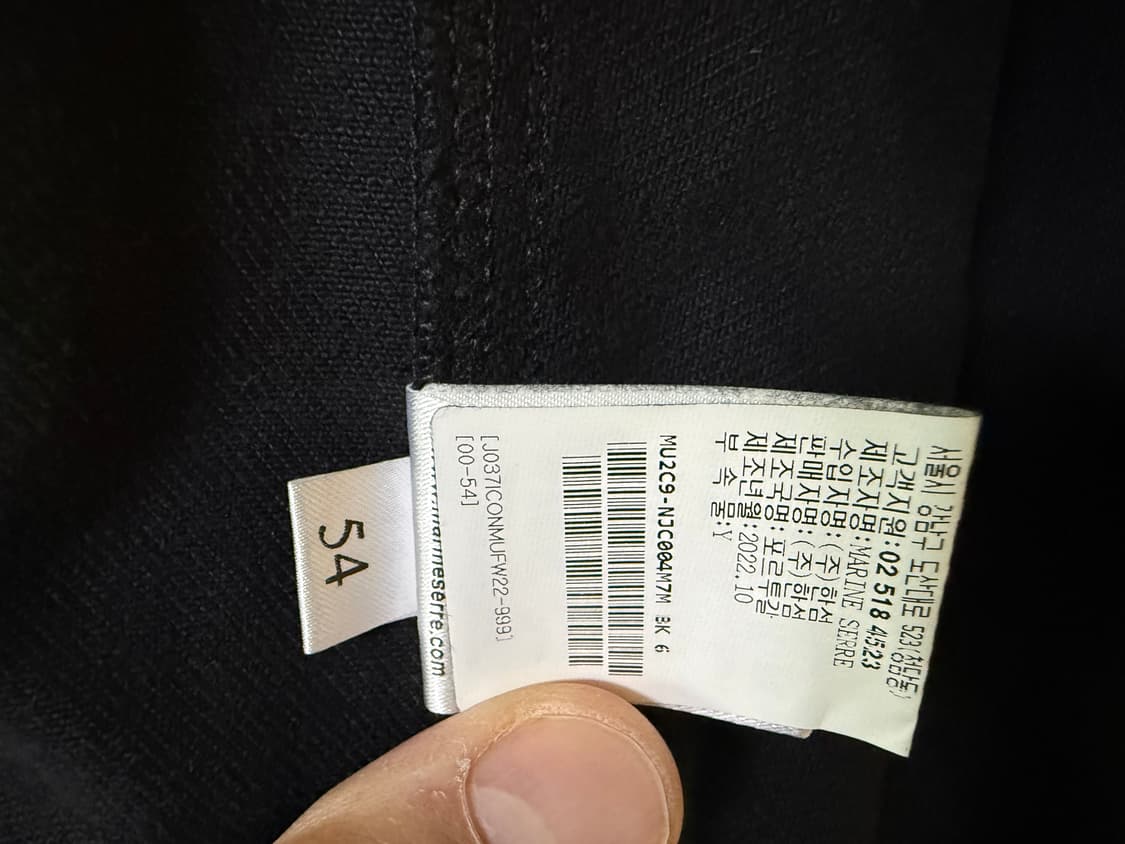 54
marineserre.com
[J037ICONMUFW22-999]
[00-54]
MU2C9-NJC004M7M BK 6
부 속 품:Y
제조년월:2022.10
제조국명:포르투갈
판매자명:(주)한섬
수입자명:(주)한섬
제조자명:MARINE SERRE
고객지원:02 518 4523
서울시 강남구 도산대로 523(청담동)